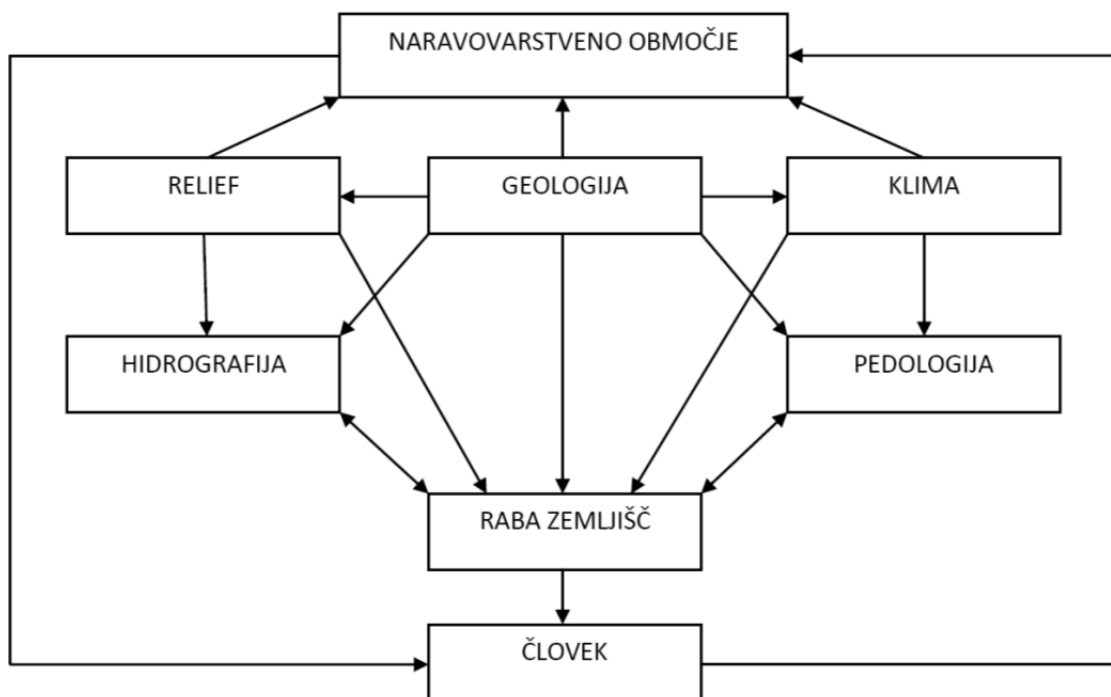 NARAVOVARSTVENO OBMOČJE
RELIEF
GEOLOGIJA
KLIMA
HIDROGRAFIJA
PEDOLOGIJA
RABA ZEMLJIŠČ
ČLOVEK